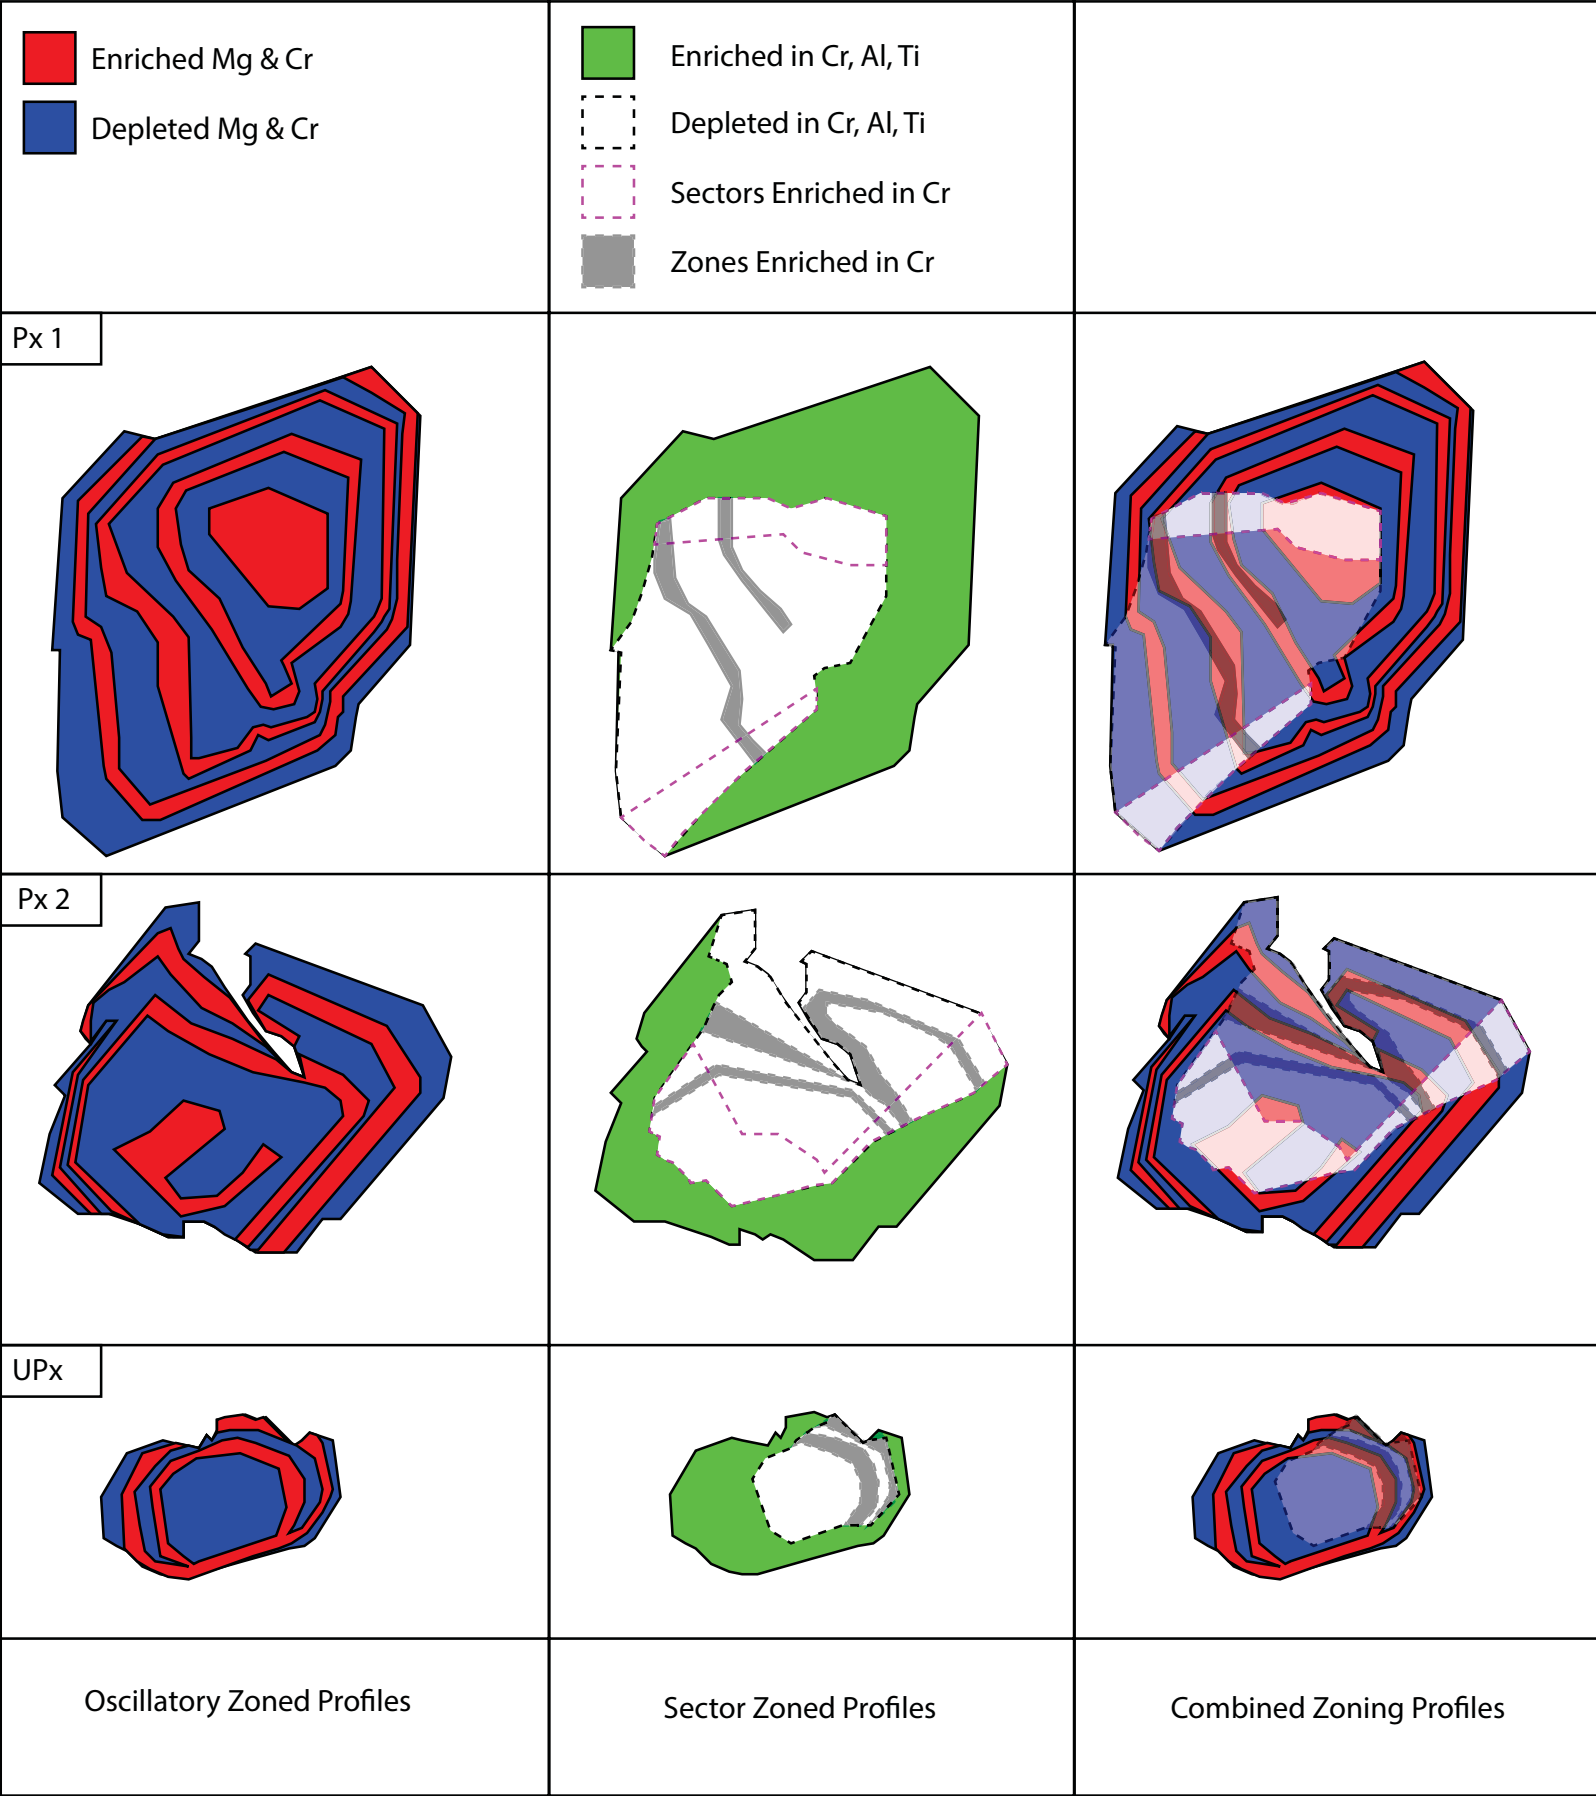 Enriched Mg & Cr
Depleted Mg & Cr
Enriched in Cr, Al, Ti
Depleted in Cr, Al, Ti
Sectors Enriched in Cr
Zones Enriched in Cr
Px 1
Px 2
UPx
Oscillatory Zoned Profiles
Sector Zoned Profiles
Combined Zoning Profiles